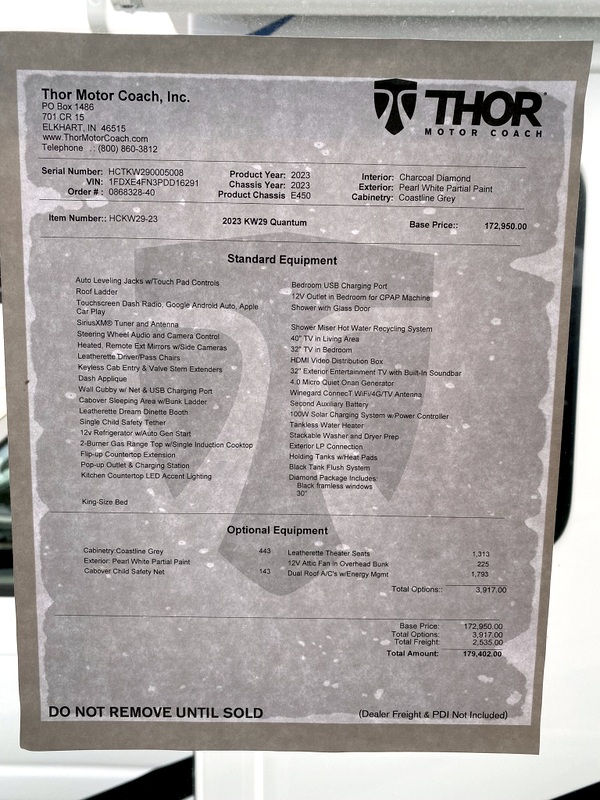 Thor Motor Coach, Inc.
PO Box 1486
701 CR 15
ELKHART, IN 46515
www.ThorMotorCoach.com
Telephone .: (800) 860-3812
THOR
MOTOR COACH
Serial Number: HCTKW290005008
VIN: 1FDXE4FN3PDD16291
Order # : 0868328-40
Product Year: 2023
Chassis Year: 2023
Product Chassis E450
Interior: Charcoal Diamond
Exterior: Pearl White Partial Paint
Cabinetry: Coastline Grey
Item Number:: HCKW29-23 2023 KW29 Quantum Base Price:: 172,950.00
Standard Equipment
Auto Leveling Jacks w/Touch Pad Controls
Roof Ladder
Touchscreen Dash Radio, Google Android Auto, Apple
Car Play
SiriusXM® Tuner and Antenna
Steering Wheel Audio and Camera Control
Heated, Remote Ext Mirrors w/Side Cameras
Leatherette Driver/Pass Chairs
Keyless Cab Entry & Valve Stem Extenders
Dash Applique
Wall Cubby w/ Net & USB Charging Port
Cabover Sleeping Area w/Bunk Ladder
Leatherette Dream Dinette Booth
Single Child Safety Tether
12v Refrigerator w/Auto Gen Start
2-Burner Gas Range Top w/Single Induction Cooktop
Flip-up Countertop Extension
Pop-up Outlet & Charging Station
Kitchen Countertop LED Accent Lighting
King-Size Bed
Bedroom USB Charging Port
12V Outlet in Bedroom for CPAP Machine
Shower with Glass Door
Shower Miser Hot Water Recycling System
40" TV in Living Area
32" TV in Bedroom
HDMI Video Distribution Box
32" Exterior Entertainment TV with Built-In Soundbar
4.0 Micro Quiet Onan Generator
Winegard ConnecT WiFi/4G/TV Antenna
Second Auxiliary Battery
100W Solar Charging System w/Power Controller
Tankless Water Heater
Stackable Washer and Dryer Prep
Exterior LP Connection
Holding Tanks w/Heat Pads
Black Tank Flush System
Diamond Package Includes:
Black framless windows
30"
Optional Equipment
Cabinetry:Coastline Grey 443
Exterior: Pearl White Partial Paint
Cabover Child Safety Net 143
Leatherette Theater Seats 1,313
12V Attic Fan in Overhead Bunk 225
Dual Roof A/C's w/Energy Mgmt 1,793
Total Options:: 3,917.00
Base Price: 172,950.00
Total Options: 3,917.00
Total Freight: 2,535.00
Total Amount: 179,402.00
DO NOT REMOVE UNTIL SOLD (Dealer Freight & PDI Not Included)